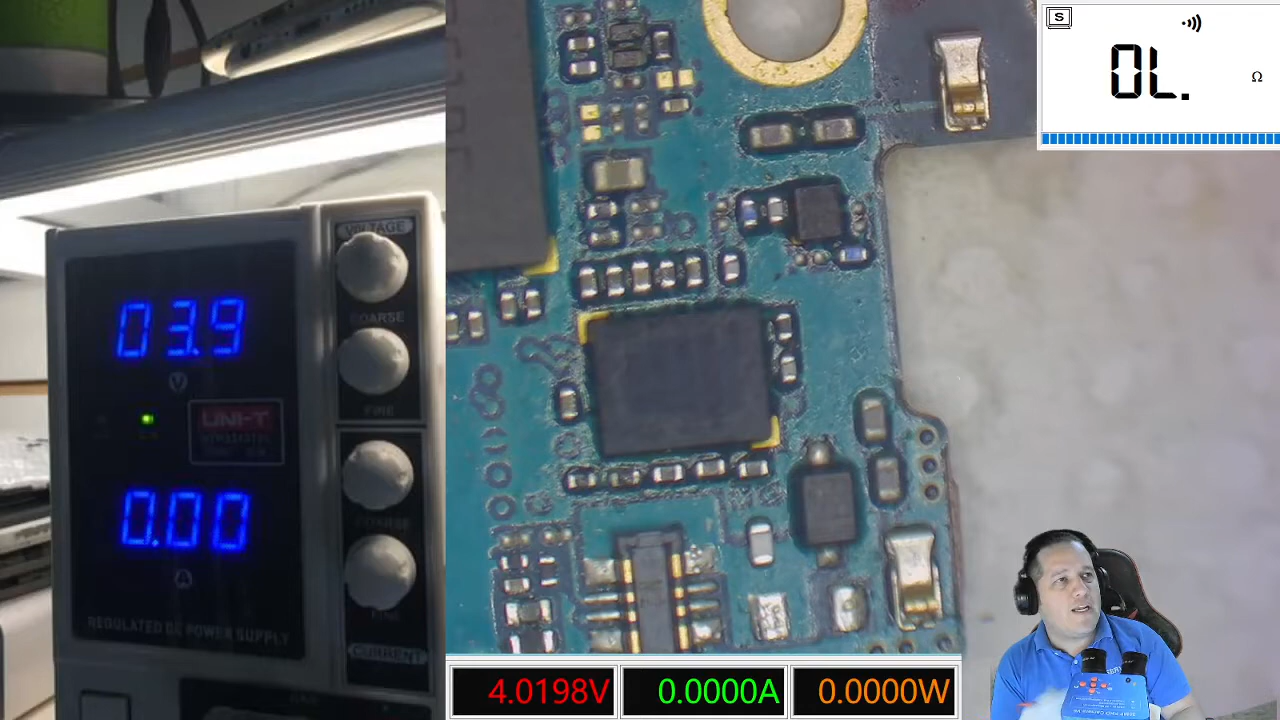 VOLTAGE
03.9
COARSE
V
FINE
UNI-T
0.00
COARSE
A
REGULATED DC POWER SUPPLY
CURRENT
S
OL.
Ω
4.0198V
0.0000A
0.0000W